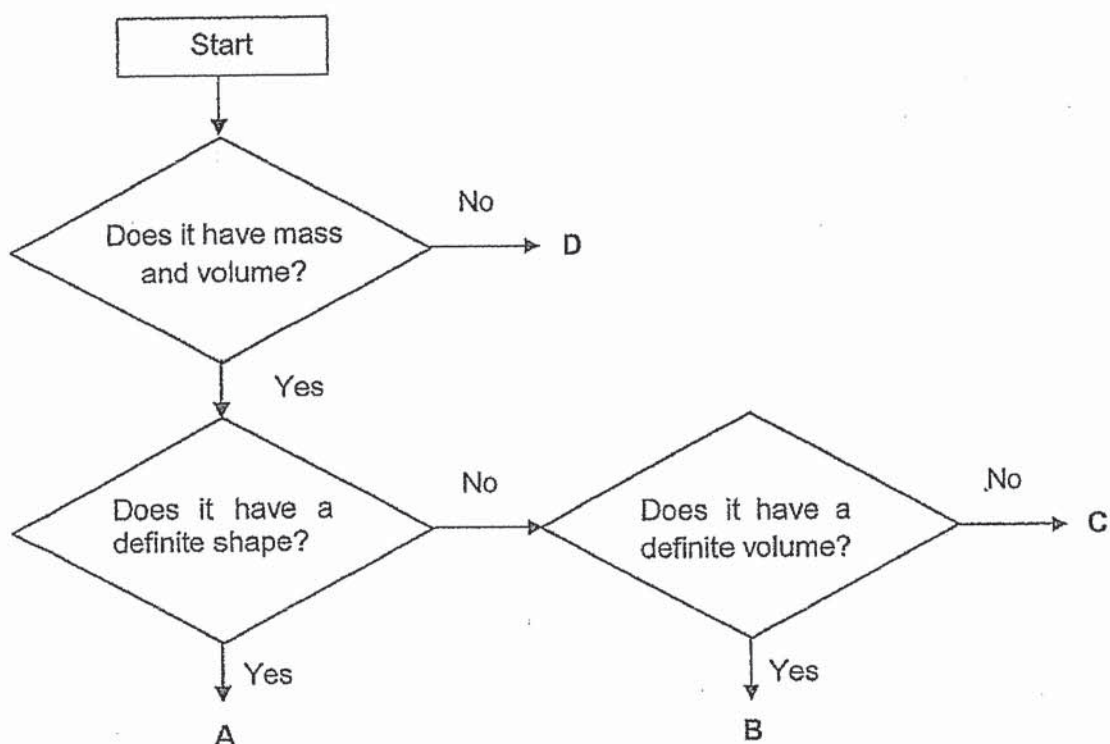 Start
Does it have mass
and volume?
No
D
Yes
Does it have a
definite shape?
No
Does it have a
definite volume?
No
C
Yes
A
Yes
B